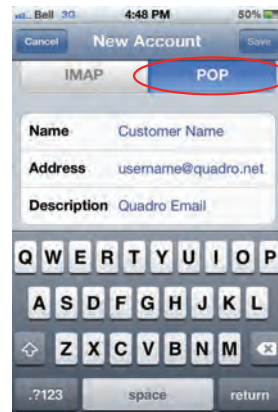 Bell 3G 4:48 PM 50%
Cancel New Account Save
IMAP POP
Name Customer Name
Address username@quadro.net
Description Quadro Email
Q W E R T Y U I O P
A S D F G H J K L
Z X C V B N M
.?123 space return